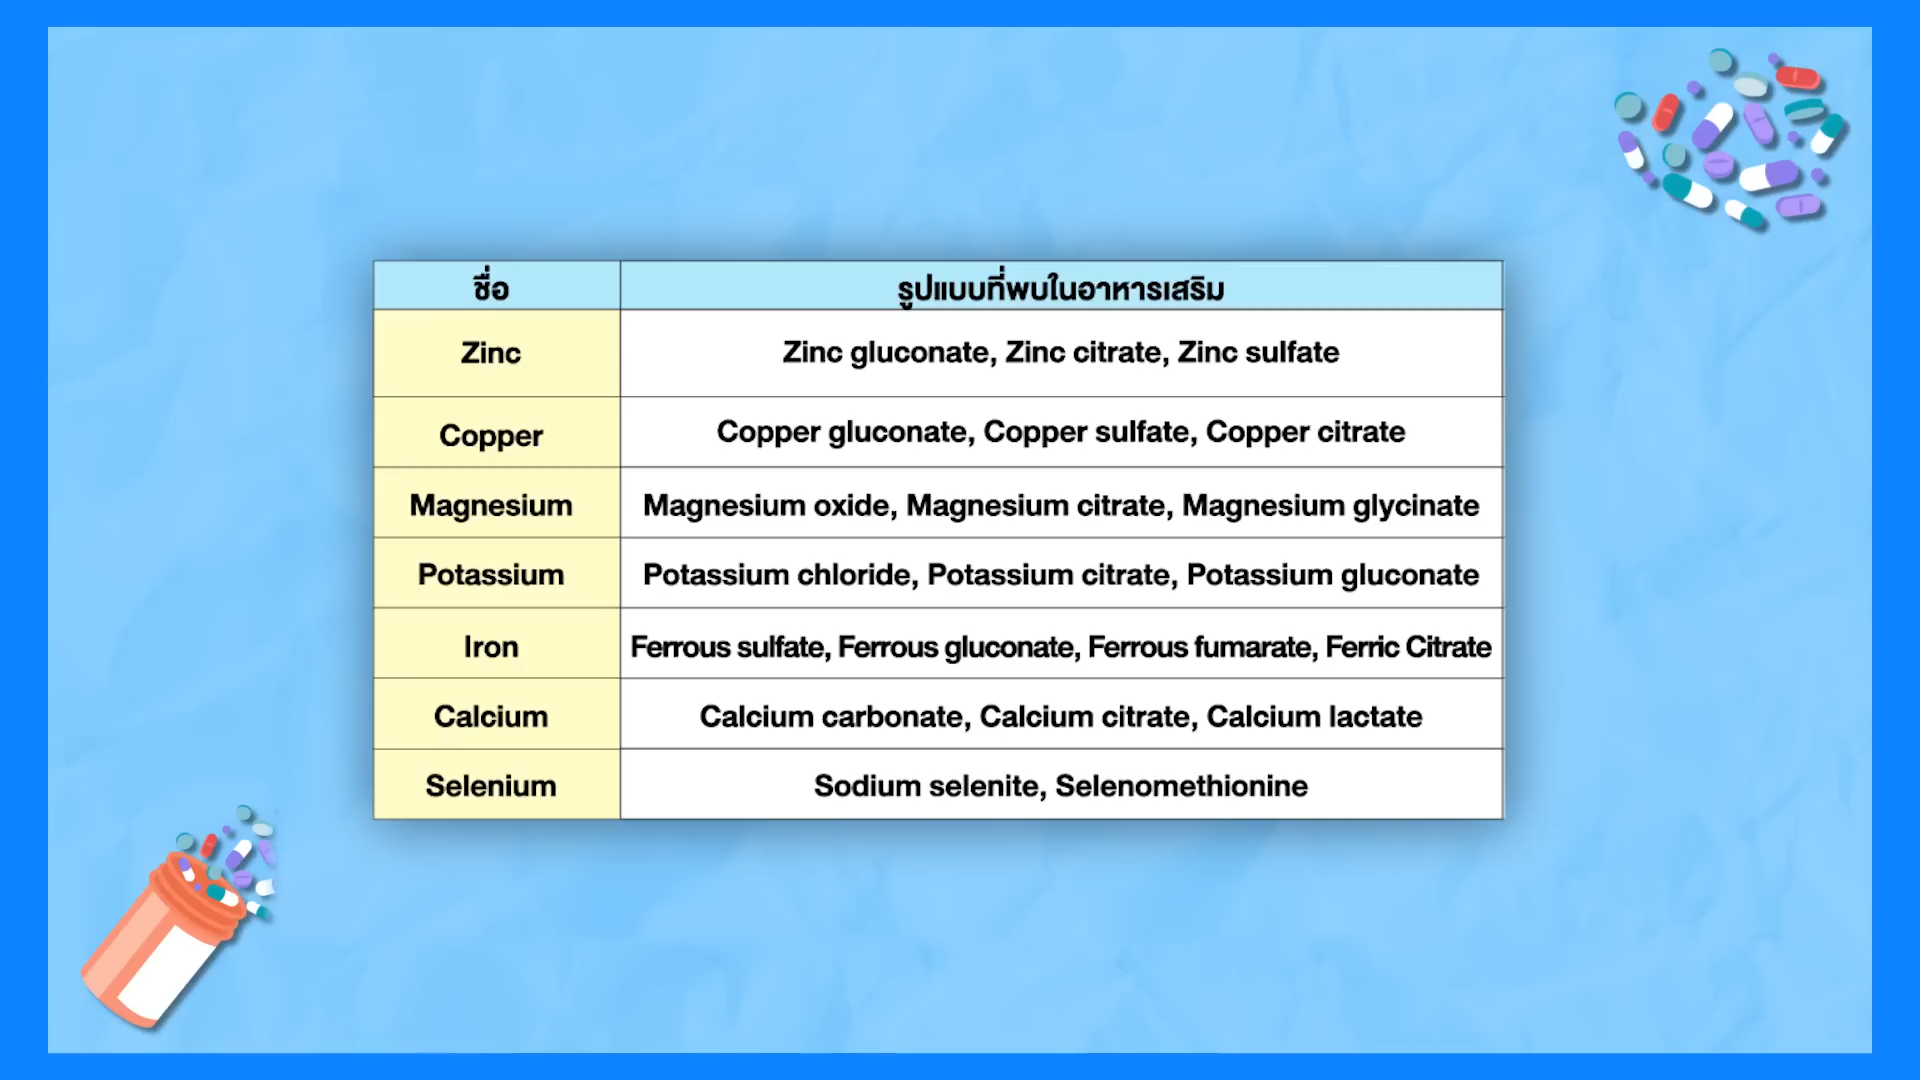 ชื่อ
รูปแบบที่พบในอาหารเสริม
Zinc
Zinc gluconate, Zinc citrate, Zinc sulfate
Copper
Copper gluconate, Copper sulfate, Copper citrate
Magnesium
Magnesium oxide, Magnesium citrate, Magnesium glycinate
Potassium
Potassium chloride, Potassium citrate, Potassium gluconate
Iron
Ferrous sulfate, Ferrous gluconate, Ferrous fumarate, Ferric Citrate
Calcium
Calcium carbonate, Calcium citrate, Calcium lactate
Selenium
Sodium selenite, Selenomethionine